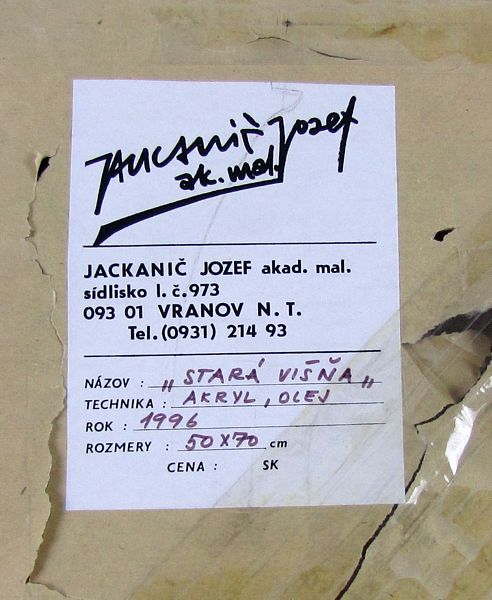 JACKANIČ Jozef
ak. mal.
JACKANIČ JOZEF akad. mal.
sídlisko I. č.973
093 01 VRANOV N. T.
Tel. (0931) 214 93
NÁZOV : „STARÁ VIŠŇA„
TECHNIKA : AKRYL, OLEJ
ROK : 1996
ROZMERY : 50x70 cm
CENA : SK